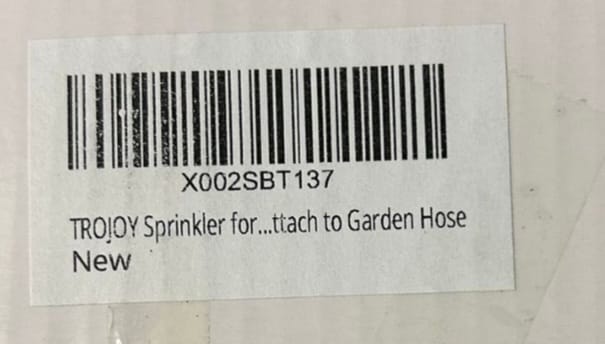 X002SBT137
TROJOY Sprinkler for...ttach to Garden Hose
New